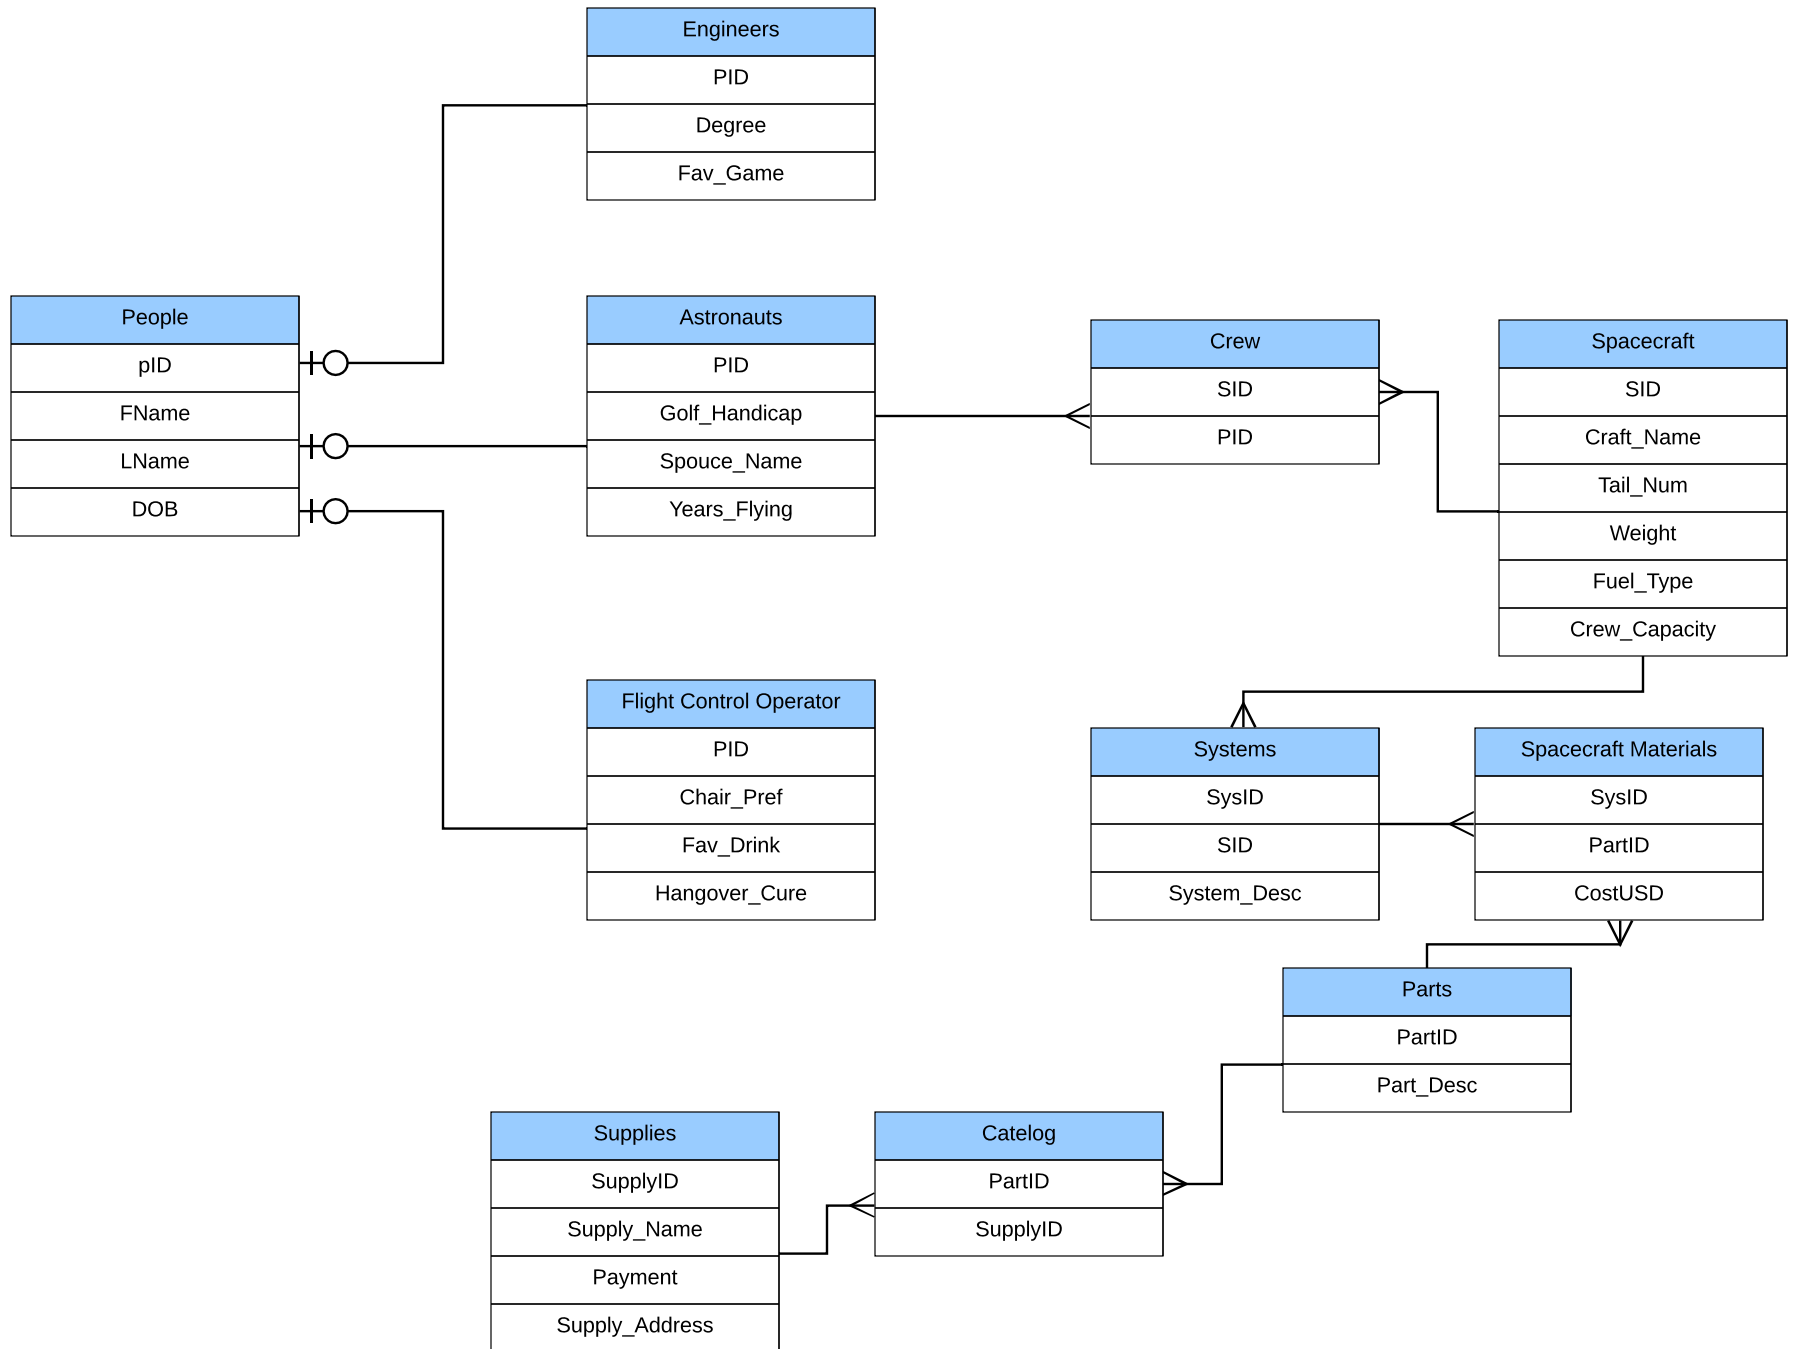 Engineers
PID
Degree
Fav_Game
People
pID
FName
LName
DOB
Astronauts
PID
Golf_Handicap
Spouce_Name
Years_Flying
Crew
SID
PID
Spacecraft
SID
Craft_Name
Tail_Num
Weight
Fuel_Type
Crew_Capacity
Flight Control Operator
PID
Chair_Pref
Fav_Drink
Hangover_Cure
Systems
SysID
SID
System_Desc
Spacecraft Materials
SysID
PartID
CostUSD
Parts
PartID
Part_Desc
Supplies
SupplyID
Supply_Name
Payment
Supply_Address
Catelog
PartID
SupplyID